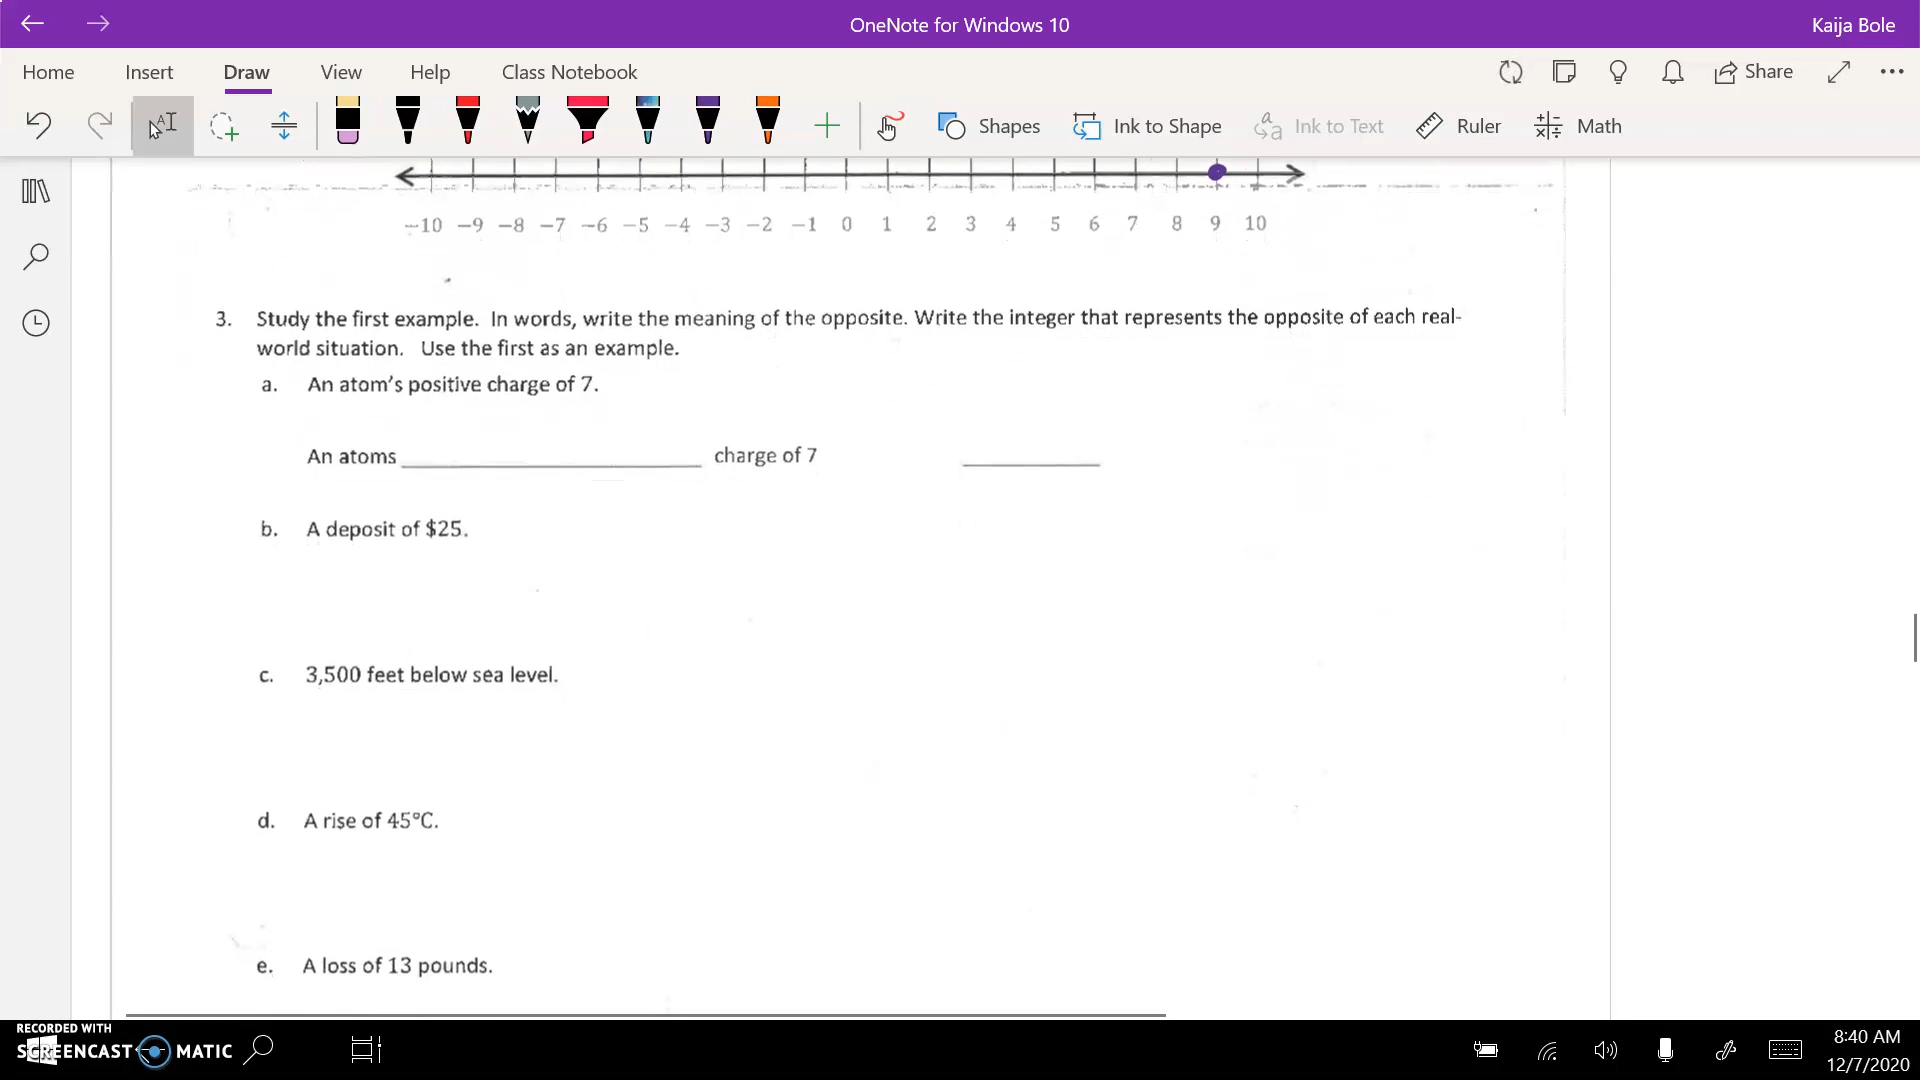 OneNote for Windows 10
Kaija Bole
Home Insert Draw View Help Class Notebook
Share
Shapes Ink to Shape Ink to Text Ruler Math
−10 −9 −8 −7 −6 −5 −4 −3 −2 −1 0 1 2 3 4 5 6 7 8 9 10
3. Study the first example. In words, write the meaning of the opposite. Write the integer that represents the opposite of each real-
world situation. Use the first as an example.
a. An atom's positive charge of 7.
An atoms ____________________ charge of 7 __________
b. A deposit of $25.
c. 3,500 feet below sea level.
d. A rise of 45°C.
e. A loss of 13 pounds.
RECORDED WITH
SCREENCAST MATIC
8:40 AM
12/7/2020